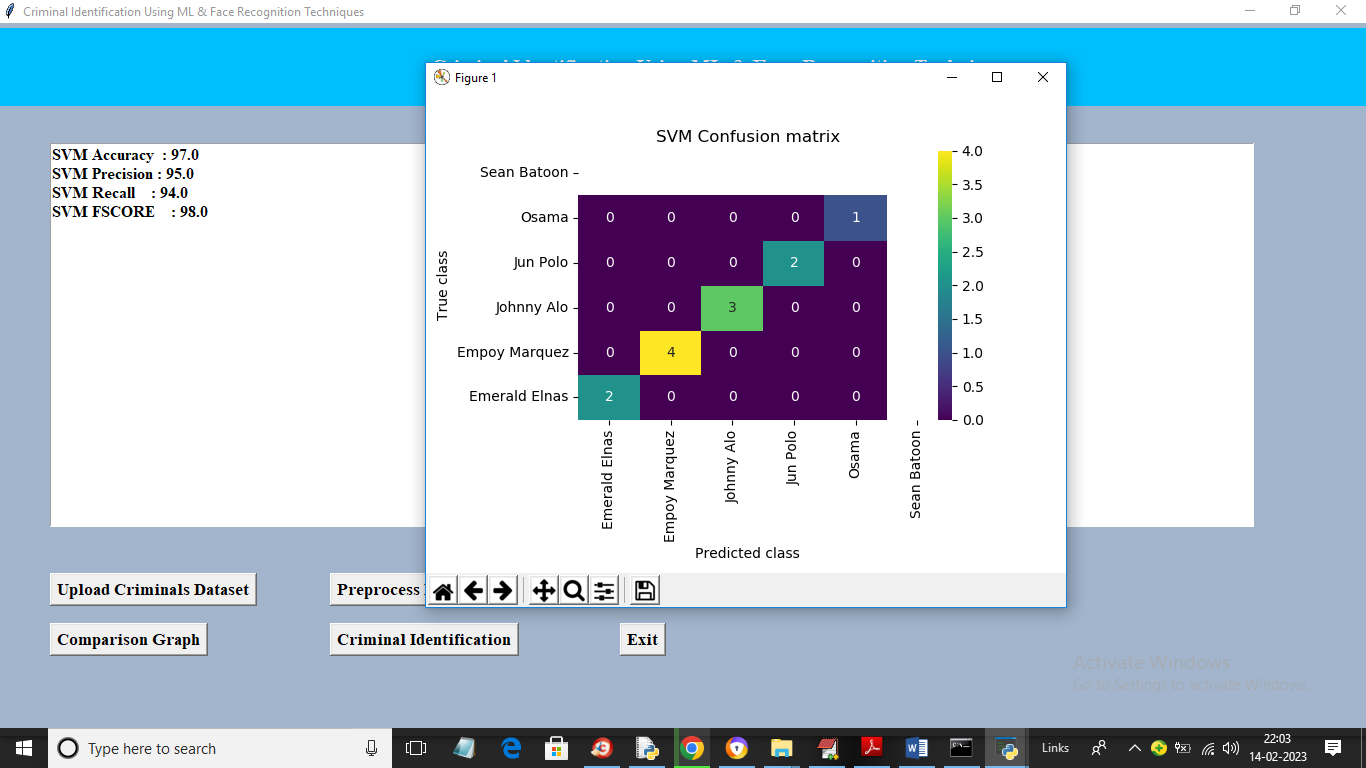 Criminal Identification Using ML & Face Recognition Techniques
Figure 1
SVM Accuracy : 97.0
SVM Precision : 95.0
SVM Recall : 94.0
SVM FSCORE : 98.0
SVM Confusion matrix
True class
Sean Batoon
Osama 0 0 0 0 1
Jun Polo 0 0 0 2 0
Johnny Alo 0 0 3 0 0
Empoy Marquez 0 4 0 0 0
Emerald Elnas 2 0 0 0 0
Emerald Elnas
Empoy Marquez
Johnny Alo
Jun Polo
Osama
Sean Batoon
Predicted class
4.0
3.5
3.0
2.5
2.0
1.5
1.0
0.5
0.0
Upload Criminals Dataset
Preprocess
Comparison Graph
Criminal Identification
Exit
Activate Windows
Go to Settings to activate Windows.
Type here to search
Links
22:03
14-02-2023